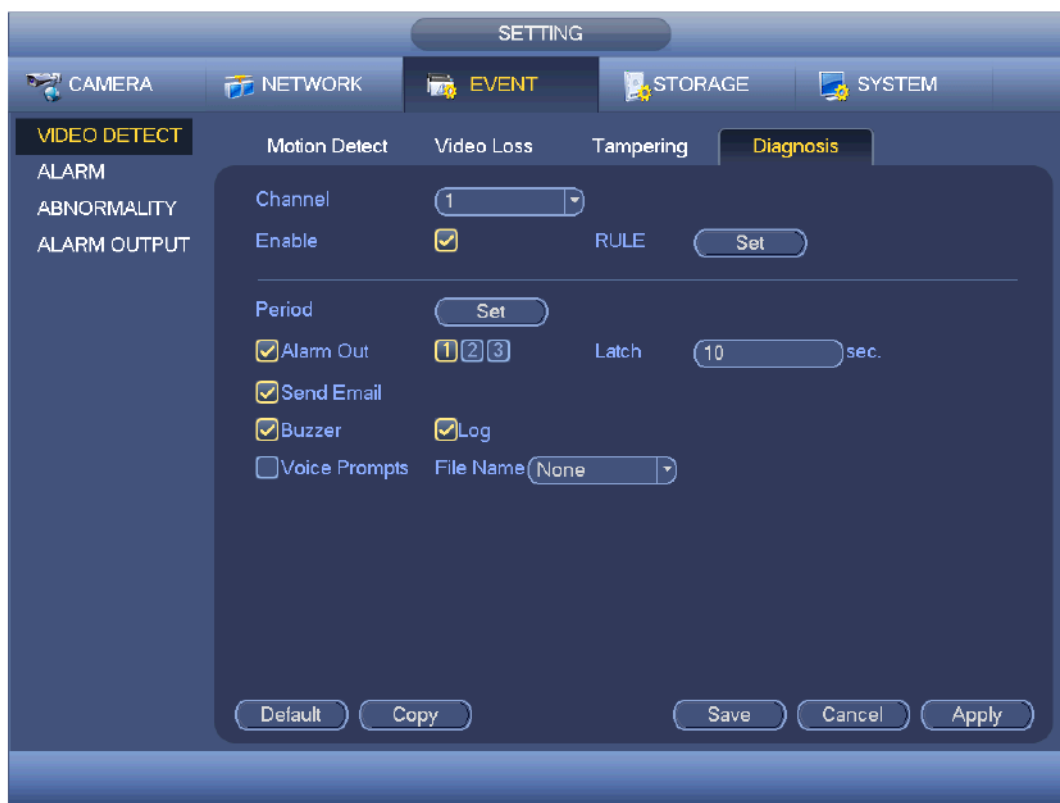 SETTING
CAMERA NETWORK EVENT STORAGE SYSTEM
VIDEO DETECT
ALARM
ABNORMALITY
ALARM OUTPUT
Motion Detect Video Loss Tampering Diagnosis
Channel 1
Enable RULE Set
Period Set
Alarm Out 1 2 3 Latch 10 sec.
Send Email
Buzzer Log
Voice Prompts File Name None
Default Copy Save Cancel Apply